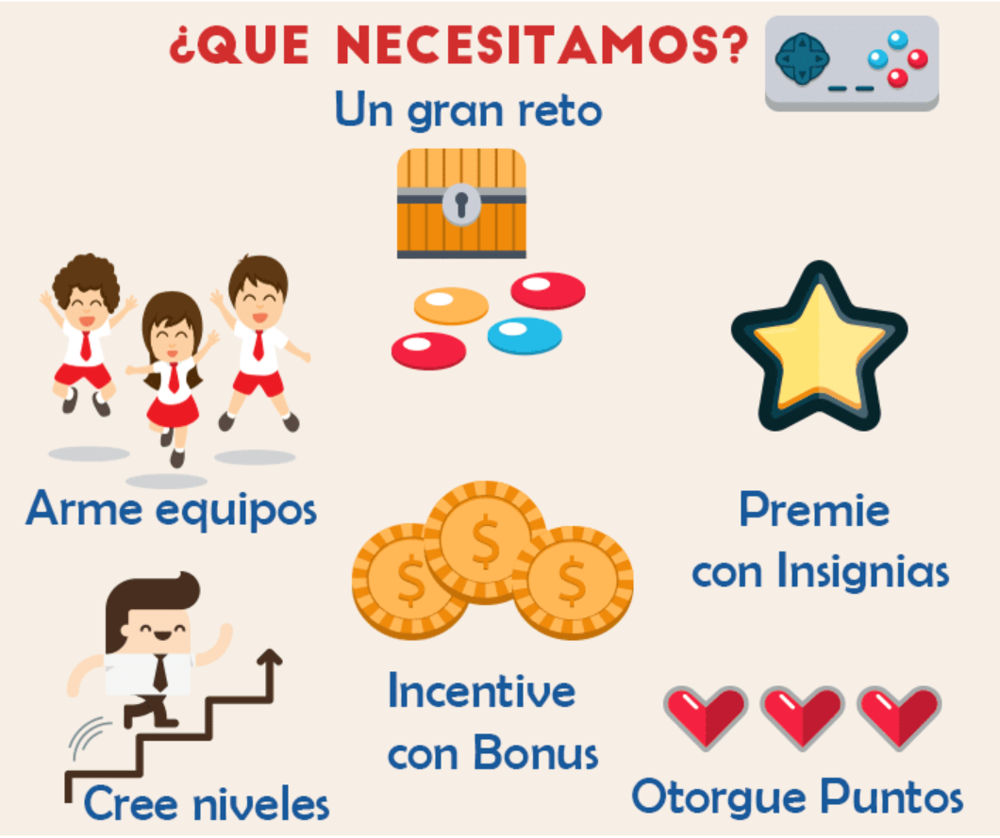 ¿QUE NECESITAMOS?
Un gran reto
Arme equipos
Premie
con Insignias
Incentive
con Bonus
Cree niveles
Otorgue Puntos
$
$
$